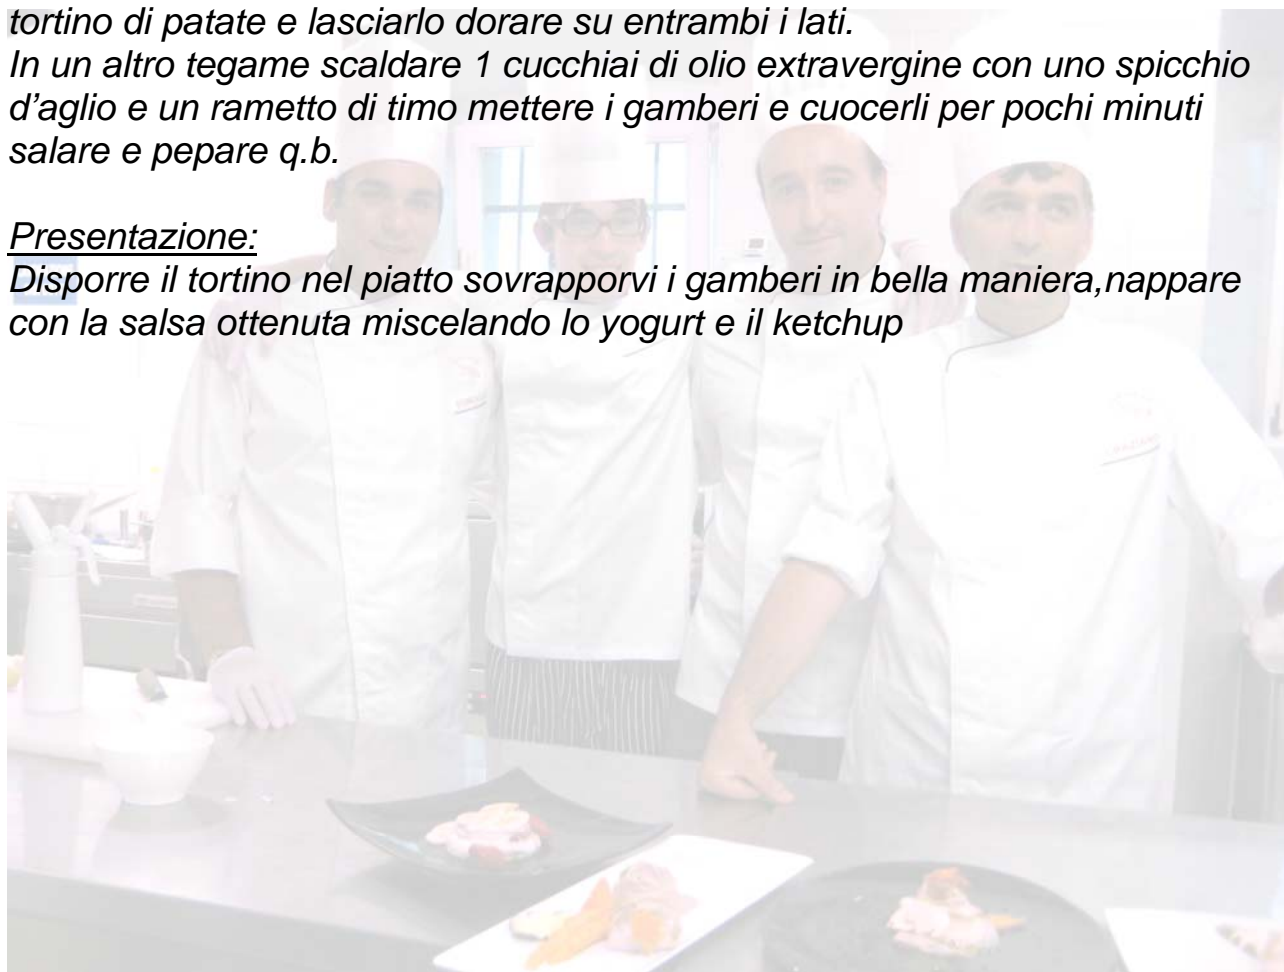 tortino di patate e lasciarlo dorare su entrambi i lati.
In un altro tegame scaldare 1 cucchiai di olio extravergine con uno spicchio
d'aglio e un rametto di timo mettere i gamberi e cuocerli per pochi minuti
salare e pepare q.b.
Presentazione:
Disporre il tortino nel piatto sovrapporvi i gamberi in bella maniera,nappare
con la salsa ottenuta miscelando lo yogurt e il ketchup